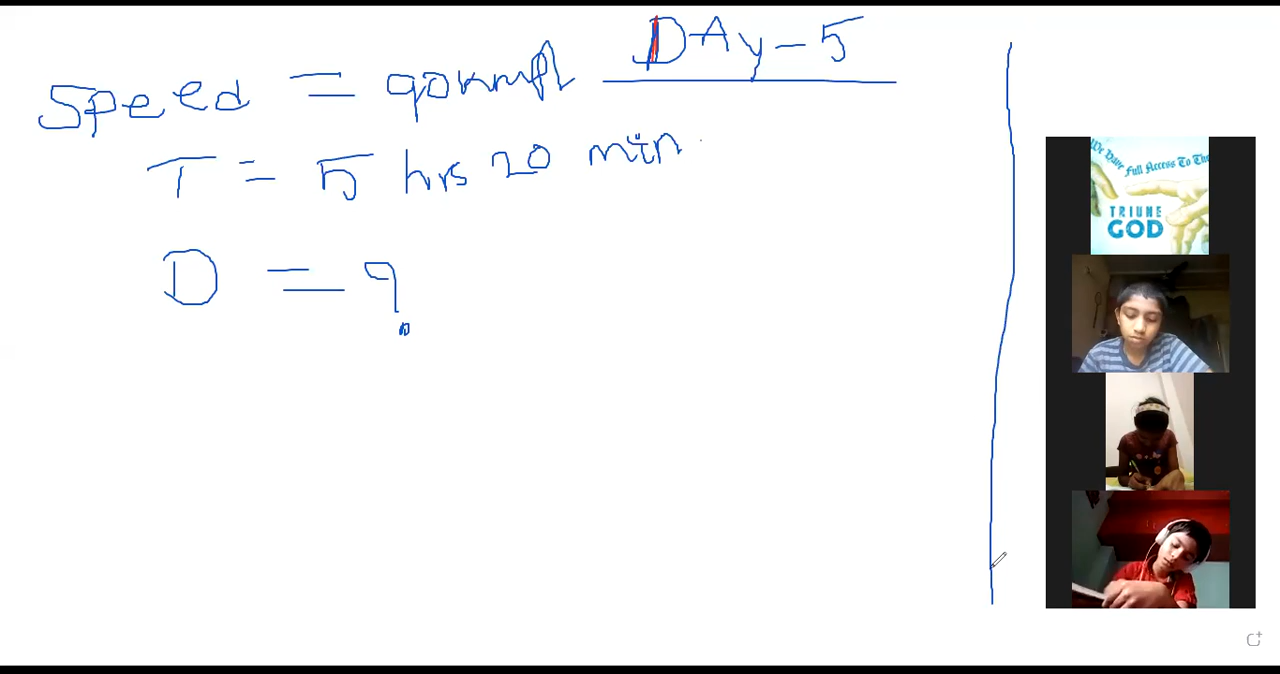 DAy – 5
Speed = 90kmph
T = 5 hrs 20 min
D = ?
We Have Full Access To The
TRIUNE
GOD